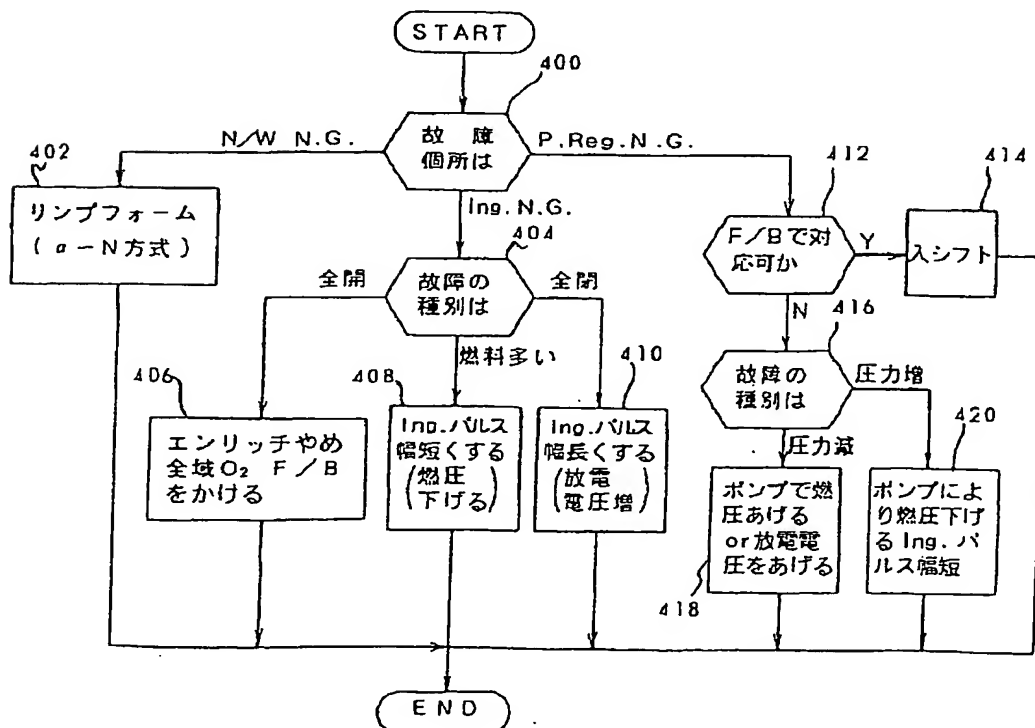 START
400
故障
個所は
N/W N.G.
P.Reg.N.G.
402
リンプフォーム
(α-N方式)
Ing.N.G.
404
故障の
種別は
全開
全閉
燃料多い
412
F/Bで対
応可か
Y
N
414
入シフト
416
故障の
種別は
圧力増
圧力減
406
エンリッチやめ
全域O₂ F/B
をかける
408
Ing.パルス
幅短くする
(燃圧
下げる)
410
Ing.パルス
幅長くする
(放電
電圧増)
418
ポンプで燃
圧あげる
or放電電
圧をあげる
420
ポンプによ
り燃圧下げ
るIng.パ
ルス幅短
END